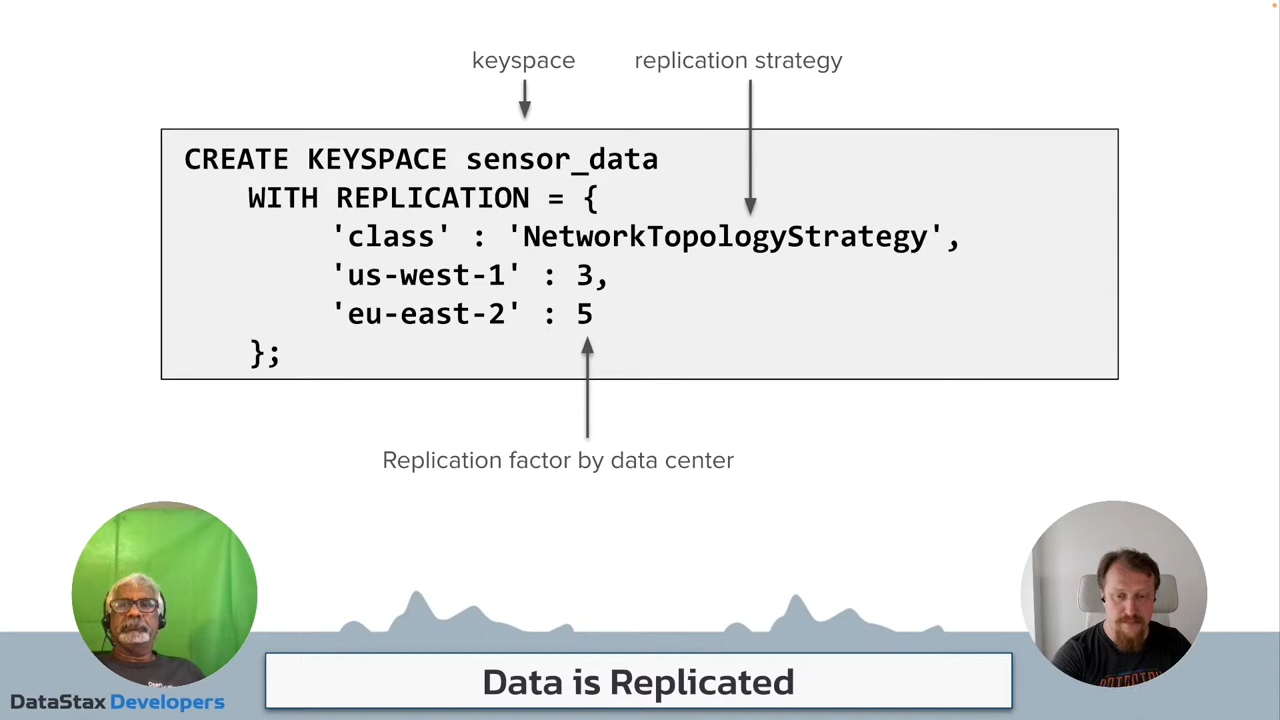 keyspace
replication strategy
CREATE KEYSPACE sensor_data
WITH REPLICATION = {
'class' : 'NetworkTopologyStrategy',
'us-west-1' : 3,
'eu-east-2' : 5
};
Replication factor by data center
Data is Replicated
DataStax Developers